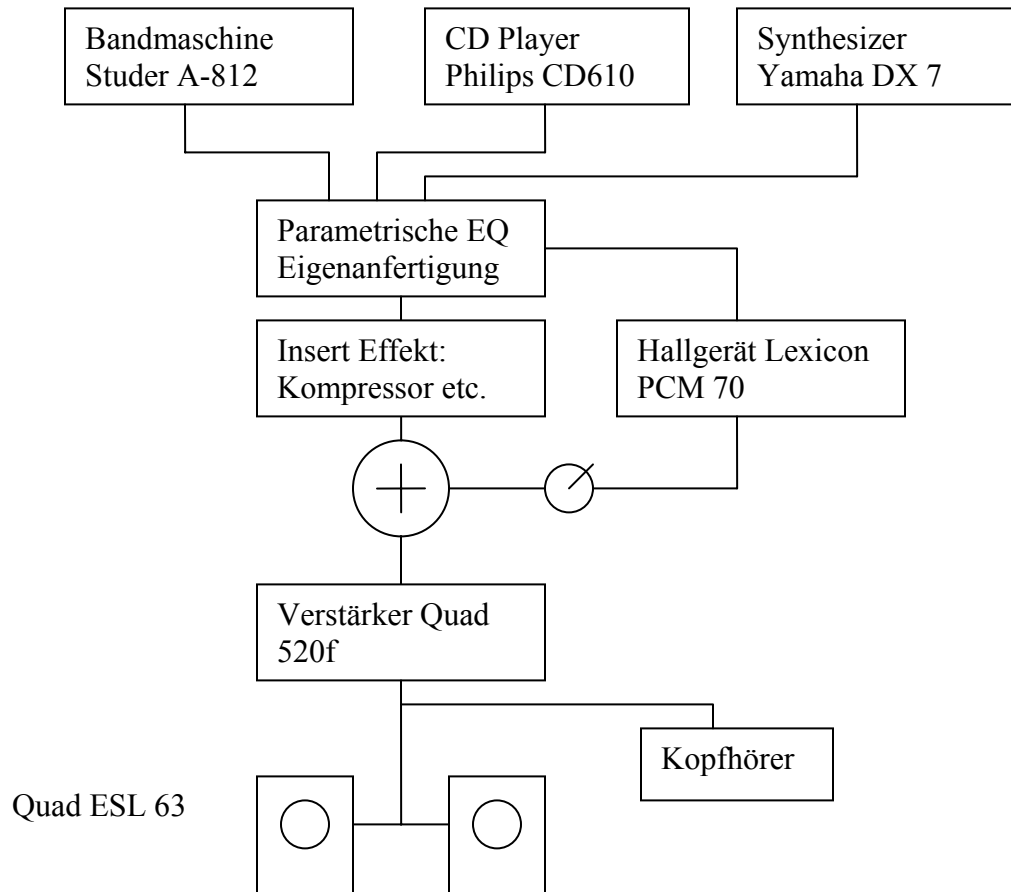 Bandmaschine
Studer A-812
CD Player
Philips CD610
Synthesizer
Yamaha DX 7
Parametrische EQ
Eigenanfertigung
Insert Effekt:
Kompressor etc.
Hallgerät Lexicon
PCM 70
Verstärker Quad
520f
Kopfhörer
Quad ESL 63